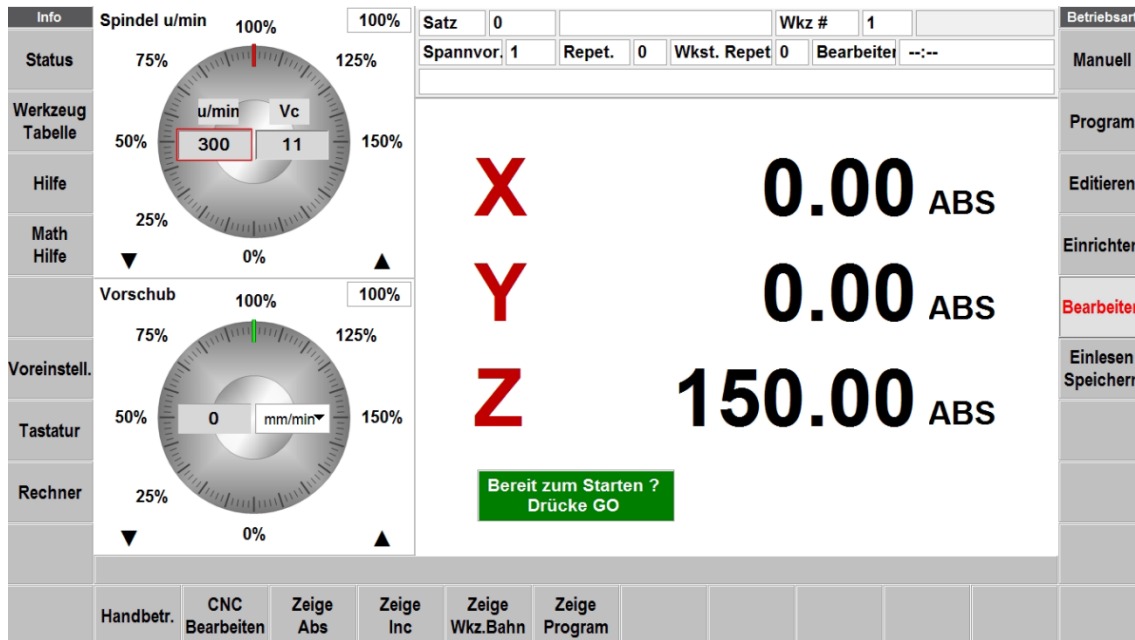 Info
Status
Werkzeug
Tabelle
Hilfe
Math
Hilfe
Voreinstell.
Tastatur
Rechner
Spindel u/min
100%
100%
75%
125%
u/min
Vc
50%
300
11
150%
25%
▼
0%
▲
Vorschub
100%
100%
75%
125%
50%
0
mm/min
150%
25%
▼
0%
▲
Satz 0 Wkz # 1
Spannvor. 1 Repet. 0 Wkst. Repet 0 Bearbeiter --:--
X 0.00 ABS
Y 0.00 ABS
Z 150.00 ABS
Bereit zum Starten ?
Drücke GO
Betriebsart
Manuell
Program
Editieren
Einrichten
Bearbeiten
Einlesen
Speichern
Handbetr.
CNC
Bearbeiten
Zeige
Abs
Zeige
Inc
Zeige
Wkz.Bahn
Zeige
Program